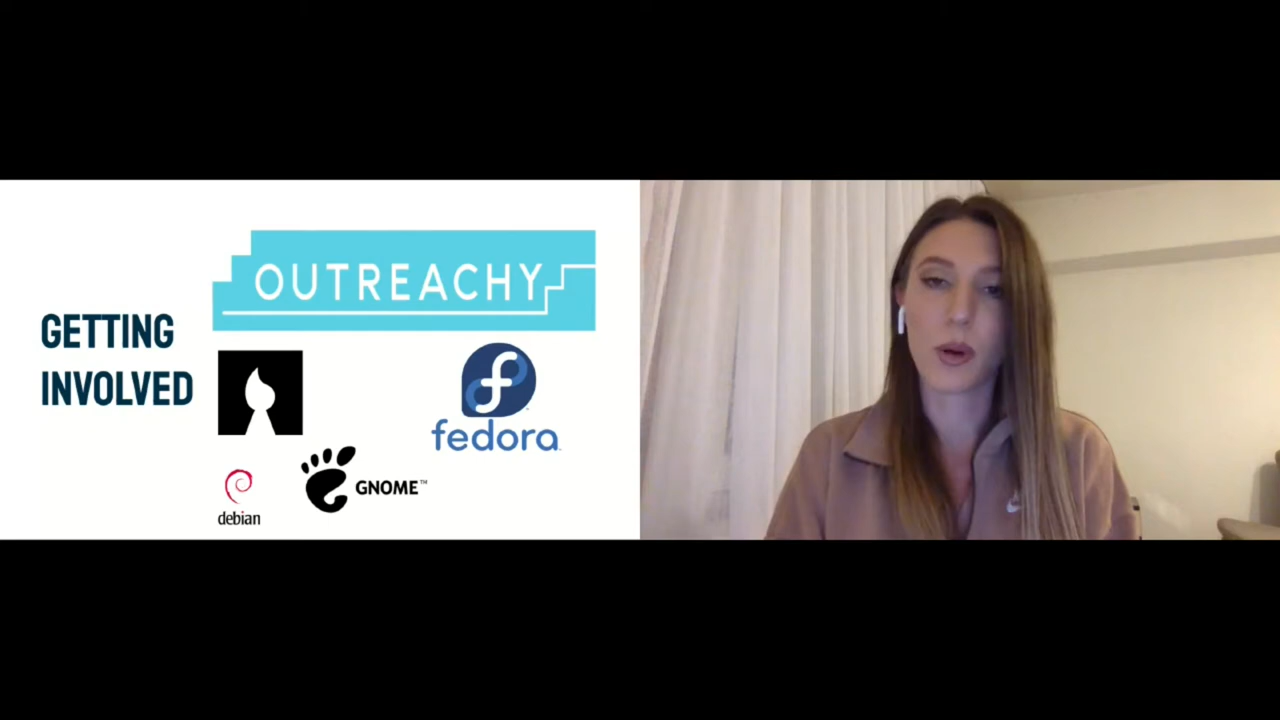 GETTING
INVOLVED
OUTREACHY
fedora
debian
GNOME™